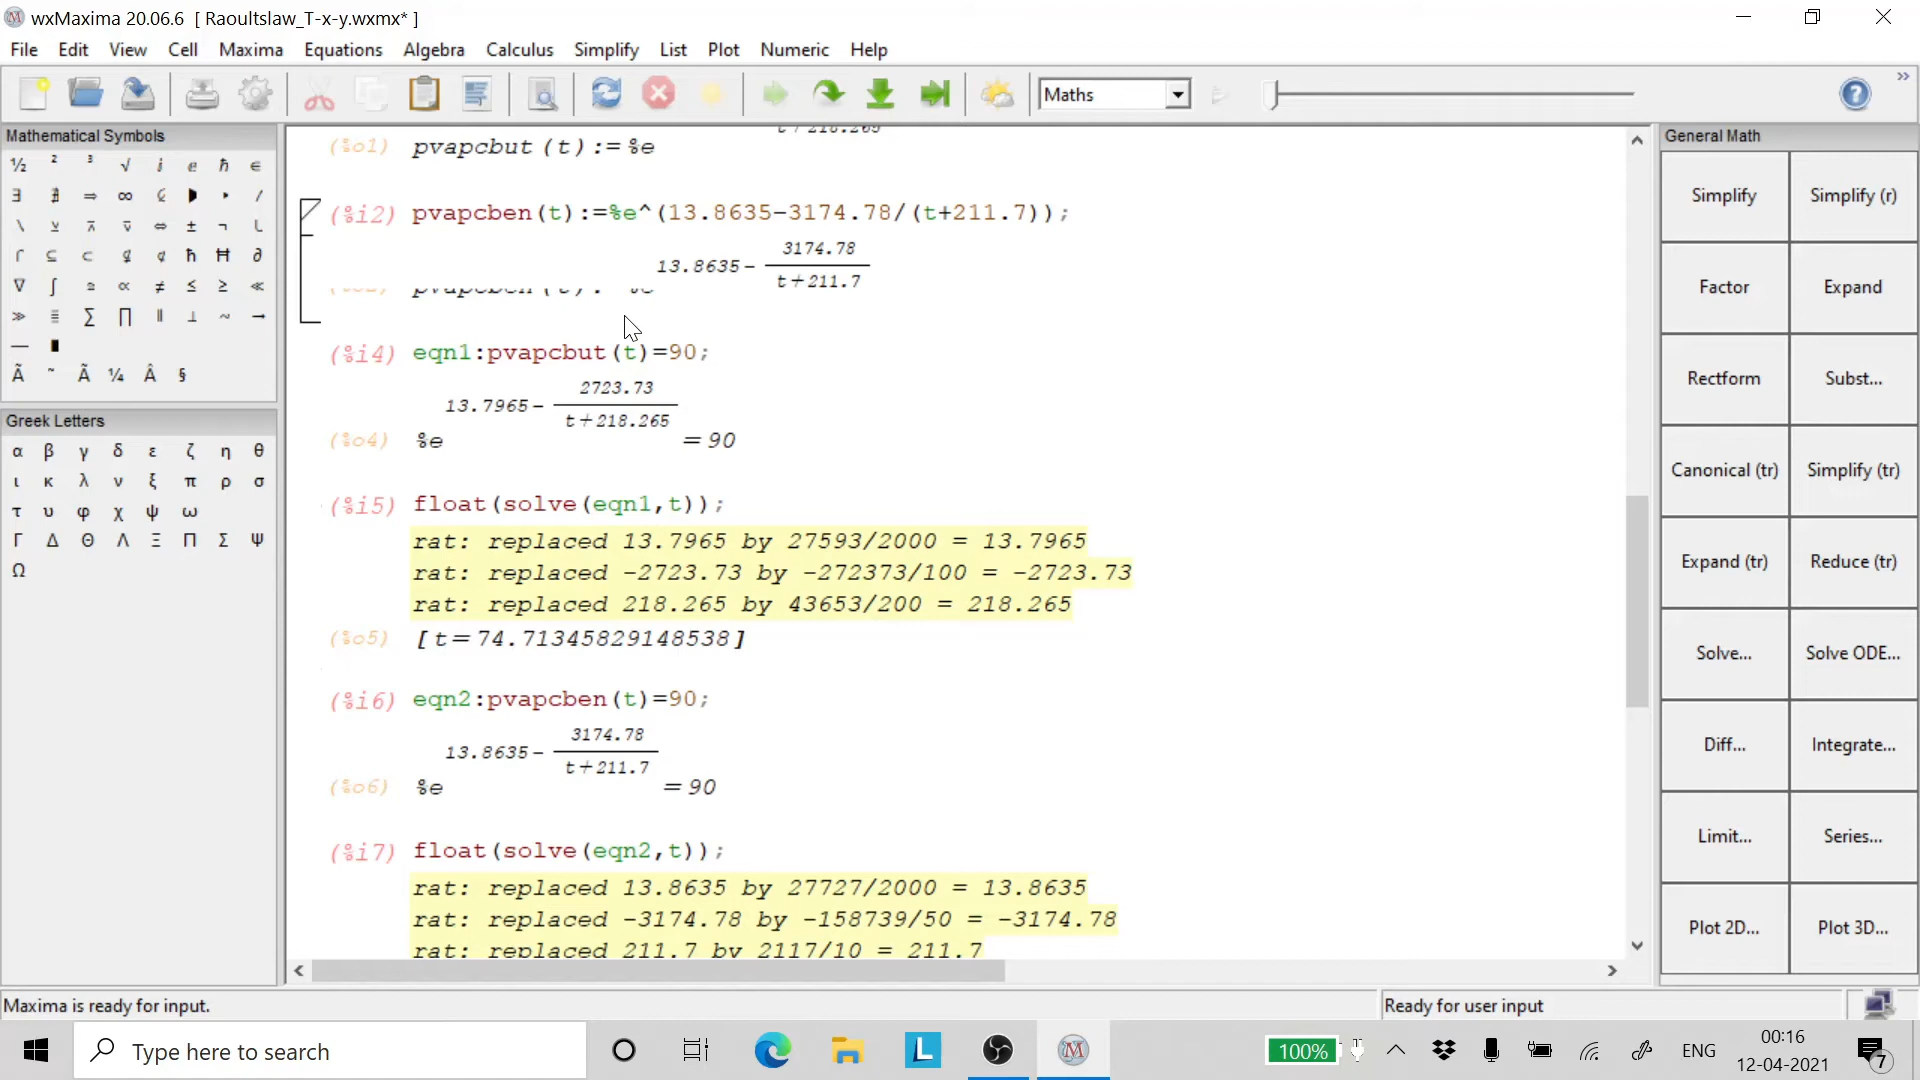 wxMaxima 20.06.6 [ Raoultslaw_T-x-y.wxmx* ]
File Edit View Cell Maxima Equations Algebra Calculus Simplify List Plot Numeric Help
Maths
Mathematical Symbols
½ ² ³ √ ⅈ ⅇ ℏ ∈
∃ ∄ ⇒ ∞
⇔ ± ¬
⊆ ⊂ ħ Ħ ∂
∇ ∫ ≅ ∝ ≠ ≤ ≥ ≪
≫ ≣ ∑ ∏ ∥ ⟂ ~ →
— ▮
Ã ~ Ã ¼ Â §
Greek Letters
α β γ δ ε ζ η θ
ι κ λ ν ξ π ρ σ
τ υ φ χ ψ ω
Γ Δ Θ Λ Ξ Π Σ Ψ
Ω
t+218.265
(%o1) pvapcbut (t):=%e
(%i2) pvapcben(t):=%e^(13.8635-3174.78/(t+211.7));
3174.78
13.8635-
t+211.7
(%i4) eqn1:pvapcbut(t)=90;
2723.73
13.7965-
t+218.265
(%o4) %e =90
(%i5) float(solve(eqn1,t));
rat: replaced 13.7965 by 27593/2000 = 13.7965
rat: replaced -2723.73 by -272373/100 = -2723.73
rat: replaced 218.265 by 43653/200 = 218.265
(%o5) [t=74.71345829148538]
(%i6) eqn2:pvapcben(t)=90;
3174.78
13.8635-
t+211.7
(%o6) %e =90
(%i7) float(solve(eqn2,t));
rat: replaced 13.8635 by 27727/2000 = 13.8635
rat: replaced -3174.78 by -158739/50 = -3174.78
rat: replaced 211.7 by 2117/10 = 211.7
General Math
Simplify Simplify (r)
Factor Expand
Rectform Subst...
Canonical (tr) Simplify (tr)
Expand (tr) Reduce (tr)
Solve... Solve ODE...
Diff... Integrate...
Limit... Series...
Plot 2D... Plot 3D...
Maxima is ready for input.
Ready for user input
Type here to search
L
100%
ENG
00:16
12-04-2021
7